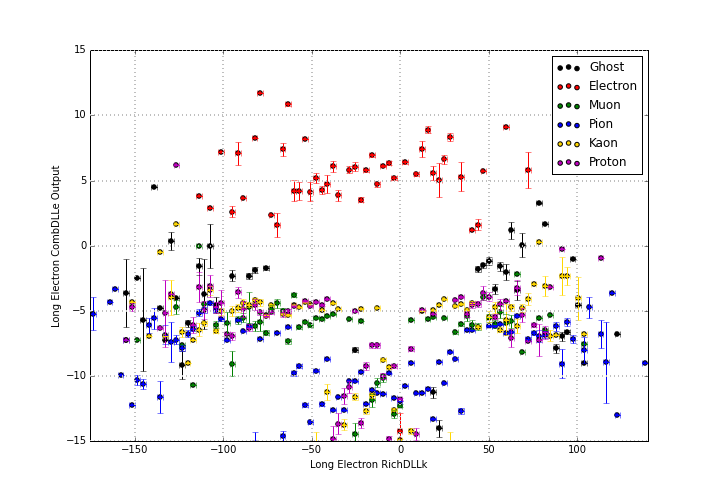 15
10
5
0
−5
−10
−15
Long Electron CombDLLe Output
Ghost
Electron
Muon
Pion
Kaon
Proton
−150
−100
−50
0
50
100
Long Electron RichDLLk